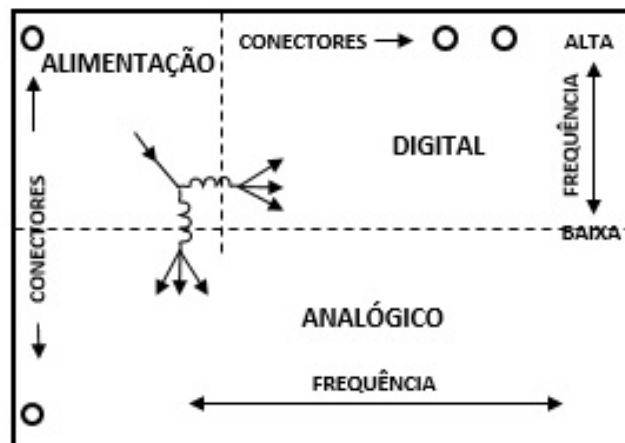 CONECTORES
ALTA
ALIMENTAÇÃO
FREQUÊNCIA
DIGITAL
CONECTORES
BAIXA
ANALÓGICO
FREQUÊNCIA